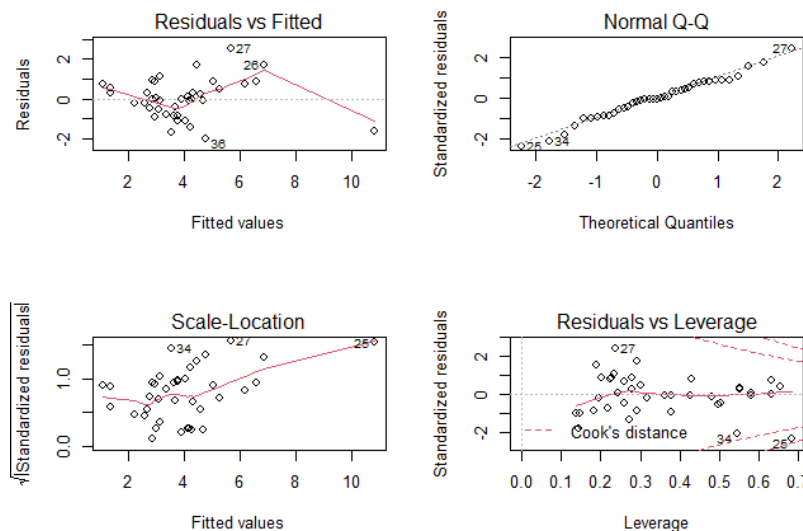 Residuals vs Fitted
Residuals
2
0
-2
27
26
36
2 4 6 8 10
Fitted values
Normal Q-Q
Standardized residuals
2
0
-2
27
25
34
-2 -1 0 1 2
Theoretical Quantiles
Scale-Location
√|Standardized residuals|
1.0
0.0
34
27
25
2 4 6 8 10
Fitted values
Residuals vs Leverage
Standardized residuals
2
0
-2
27
Cook's distance
34
25
0.0 0.1 0.2 0.3 0.4 0.5 0.6 0.7
Leverage